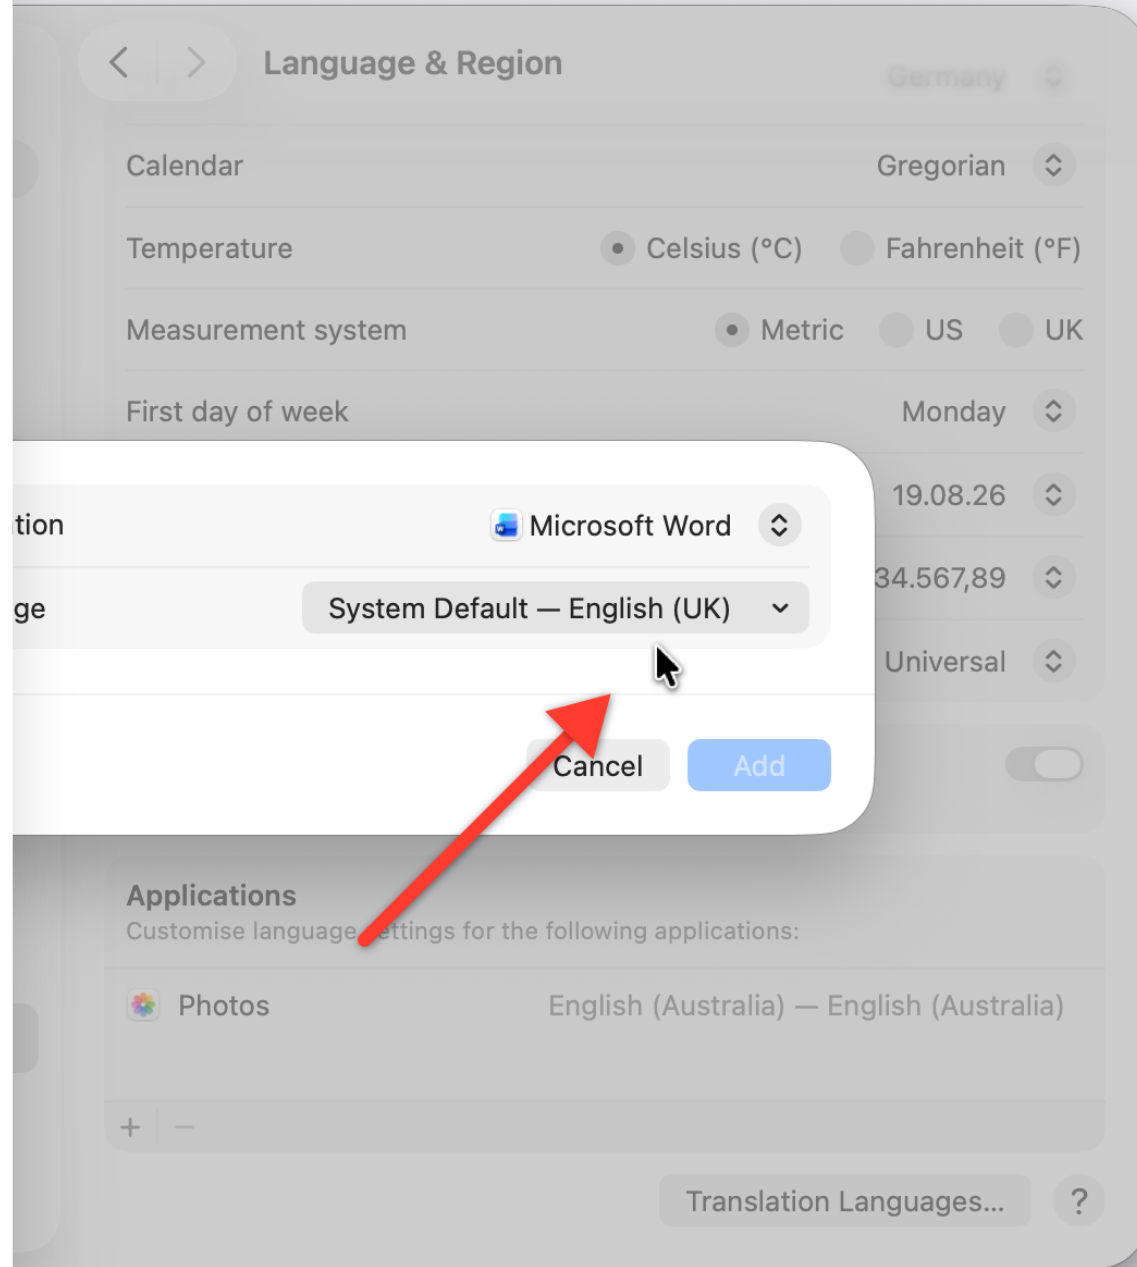 Language & Region
Germany
Calendar Gregorian
Temperature Celsius (°C) Fahrenheit (°F)
Measurement system Metric US UK
First day of week Monday
19.08.26
tion Microsoft Word
34.567,89
ge System Default — English (UK)
Universal
Cancel Add
Applications
Customise language settings for the following applications:
Photos English (Australia) — English (Australia)
Translation Languages... ?